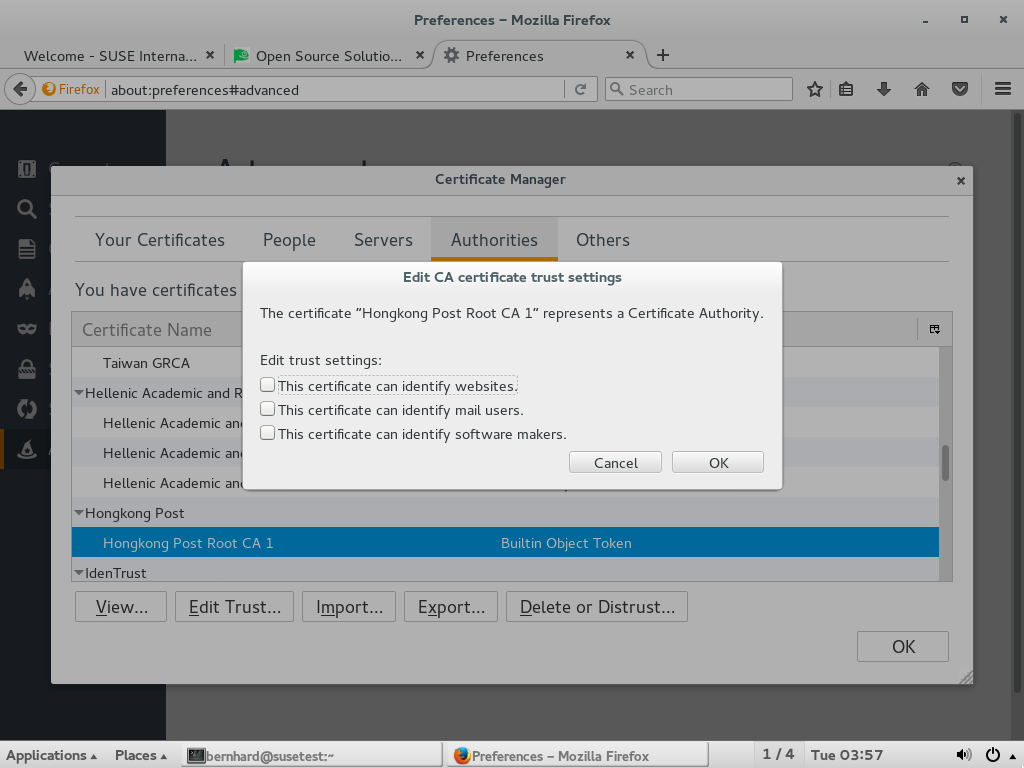 Preferences – Mozilla Firefox
Welcome - SUSE Interna...
Open Source Solutio...
Preferences
Firefox
about:preferences#advanced
Search
Certificate Manager
Your Certificates
People
Servers
Authorities
Others
You have certificates
Certificate Name
Taiwan GRCA
Hellenic Academic and R
Hellenic Academic and
Hellenic Academic and
Hellenic Academic and
Hongkong Post
Hongkong Post Root CA 1
Builtin Object Token
IdenTrust
Edit CA certificate trust settings
The certificate “Hongkong Post Root CA 1” represents a Certificate Authority.
Edit trust settings:
This certificate can identify websites.
This certificate can identify mail users.
This certificate can identify software makers.
Cancel
OK
View...
Edit Trust...
Import...
Export...
Delete or Distrust...
OK
Applications
Places
bernhard@susetest:~
Preferences – Mozilla Firefox
1 / 4
Tue 03:57